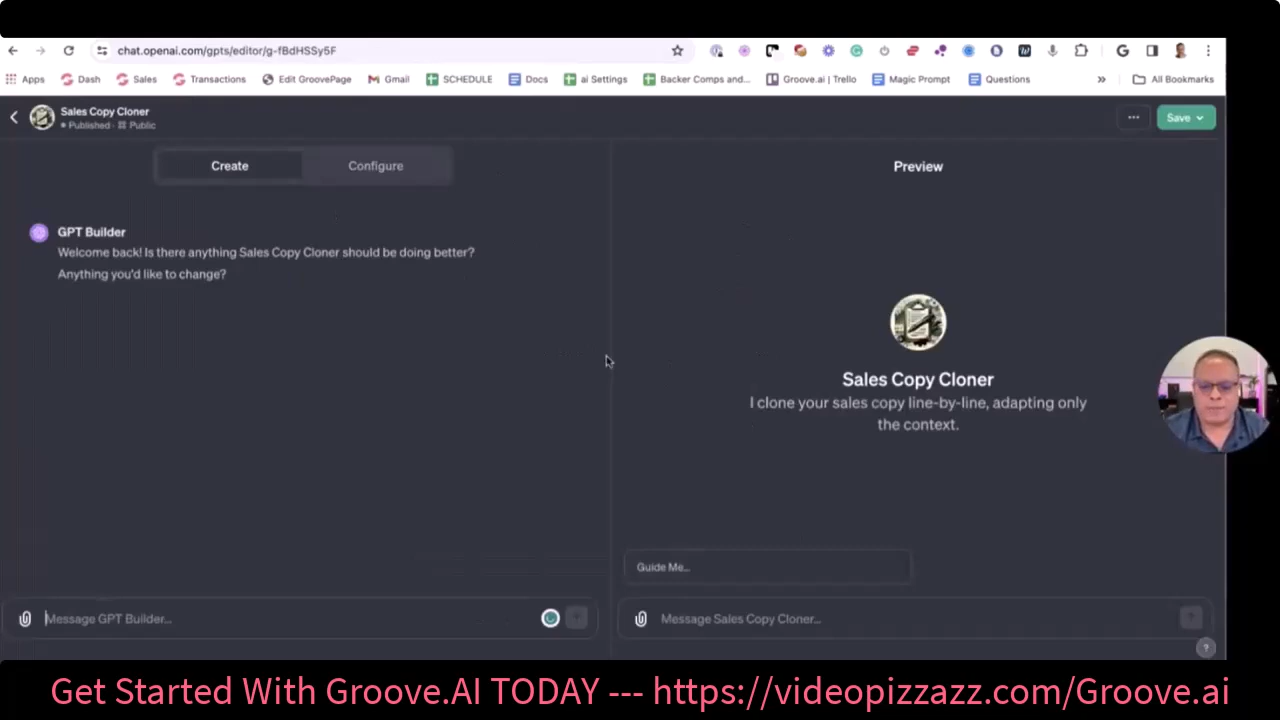 chat.openai.com/gpts/editor/g-fBdHSSy5F
Apps Dash Sales Transactions Edit GroovePage Gmail SCHEDULE Docs ai Settings Backer Comps and... Groove.ai | Trello Magic Prompt Questions » All Bookmarks
Sales Copy Cloner
Published · Public
Save
Create Configure
Preview
GPT Builder
Welcome back! Is there anything Sales Copy Cloner should be doing better?
Anything you'd like to change?
Sales Copy Cloner
I clone your sales copy line-by-line, adapting only
the context.
Guide Me...
Message GPT Builder...
Message Sales Copy Cloner...
?
Get Started With Groove.AI TODAY --- https://videopizzazz.com/Groove.ai